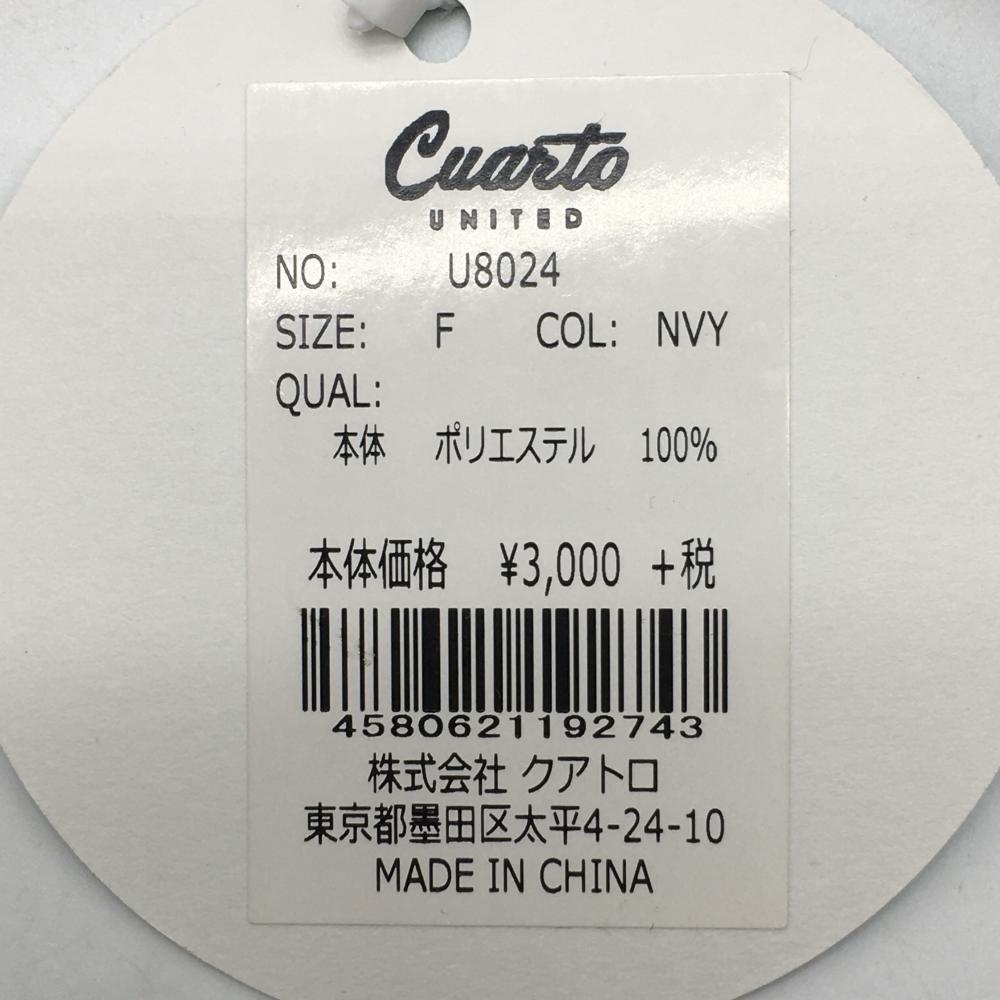 Cuarto
UNITED
NO: U8024
SIZE: F COL: NVY
QUAL:
本体 ポリエステル 100%
本体価格 ¥3,000 +税
4580621192743
株式会社 クアトロ
東京都墨田区太平4-24-10
MADE IN CHINA